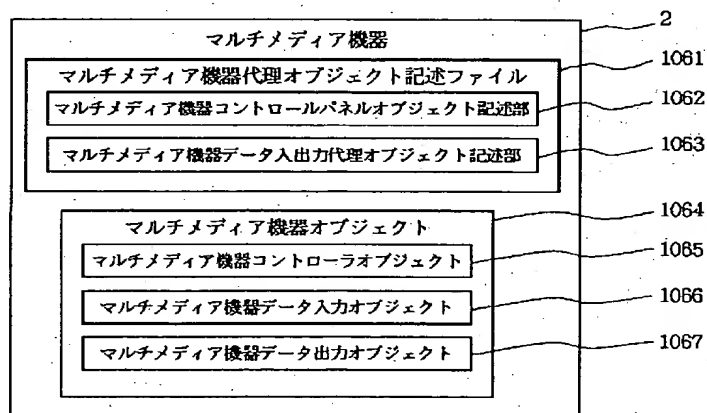 マルチメディア機器
2
マルチメディア機器代理オブジェクト記述ファイル
1061
マルチメディア機器コントロールパネルオブジェクト記述部
1062
マルチメディア機器データ入出力代理オブジェクト記述部
1063
マルチメディア機器オブジェクト
1064
マルチメディア機器コントローラオブジェクト
1065
マルチメディア機器データ入力オブジェクト
1066
マルチメディア機器データ出力オブジェクト
1067